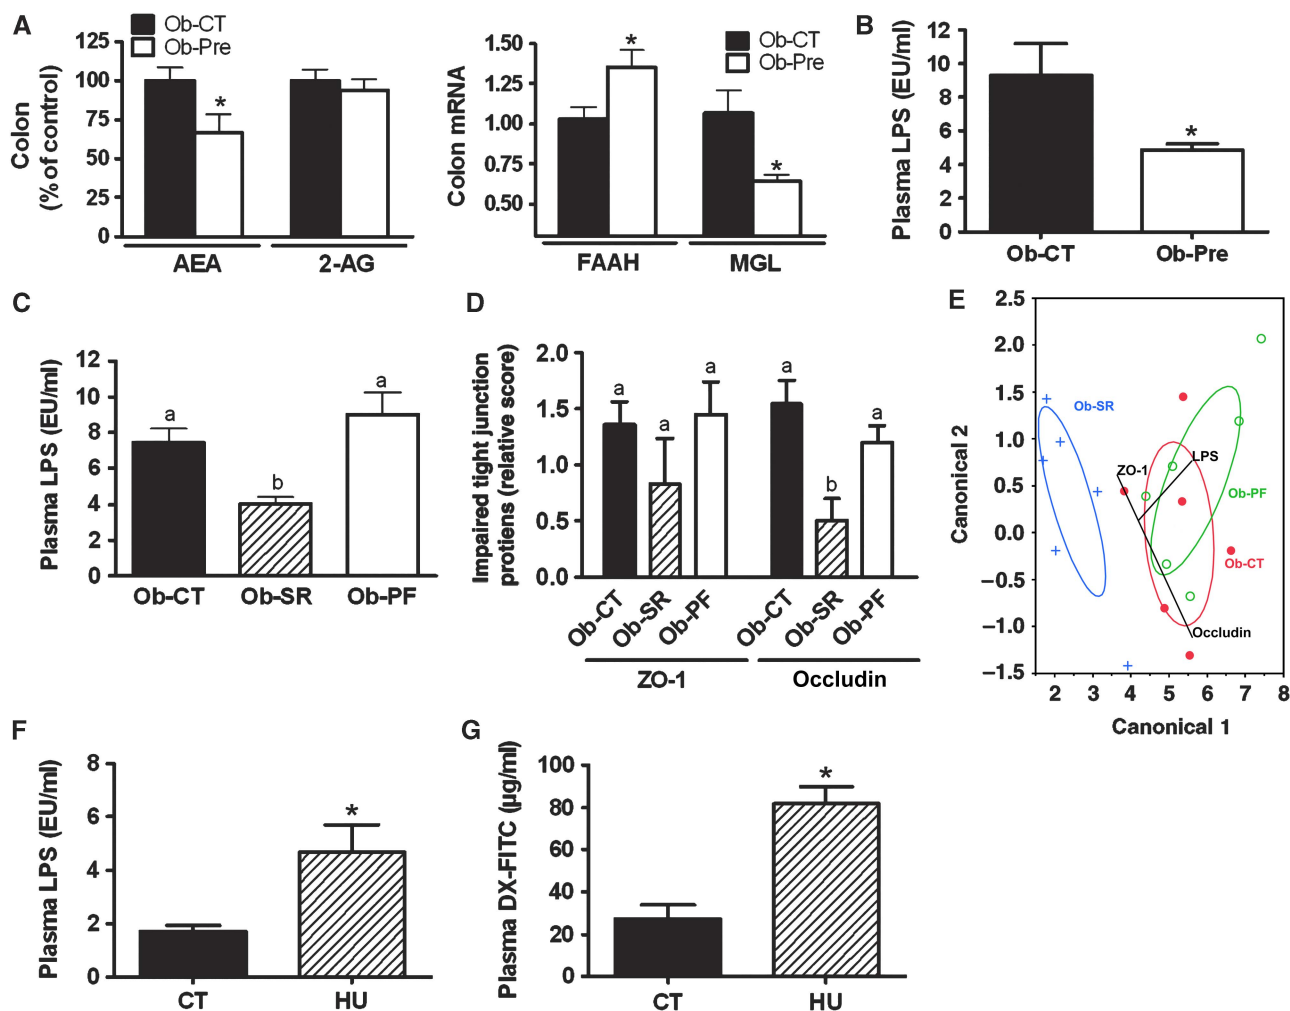 A
Ob-CT
Ob-Pre
125
100
75
50
25
0
Colon
(% of control)
*
AEA
2-AG
Ob-CT
Ob-Pre
1.50
1.25
1.00
0.75
0.50
Colon mRNA
*
*
FAAH
MGL
B
12
10
8
6
4
2
0
Plasma LPS (EU/ml)
*
Ob-CT
Ob-Pre
C
12
10
8
6
4
2
0
Plasma LPS (EU/ml)
a
b
a
Ob-CT
Ob-SR
Ob-PF
D
2.0
1.5
1.0
0.5
0.0
Impaired tight junction
protiens (relative score)
a
a
a
a
b
a
Ob-CT
Ob-SR
Ob-PF
Ob-CT
Ob-SR
Ob-PF
ZO-1
Occludin
E
2.5
2.0
1.5
1.0
0.5
0.0
−0.5
−1.0
−1.5
Canonical 2
Ob-SR
ZO-1
LPS
Ob-PF
Ob-CT
Occludin
2 3 4 5 6 7 8
Canonical 1
F
8
6
4
2
0
Plasma LPS (EU/ml)
*
CT
HU
G
100
80
60
40
20
0
Plasma DX-FITC (µg/ml)
*
CT
HU